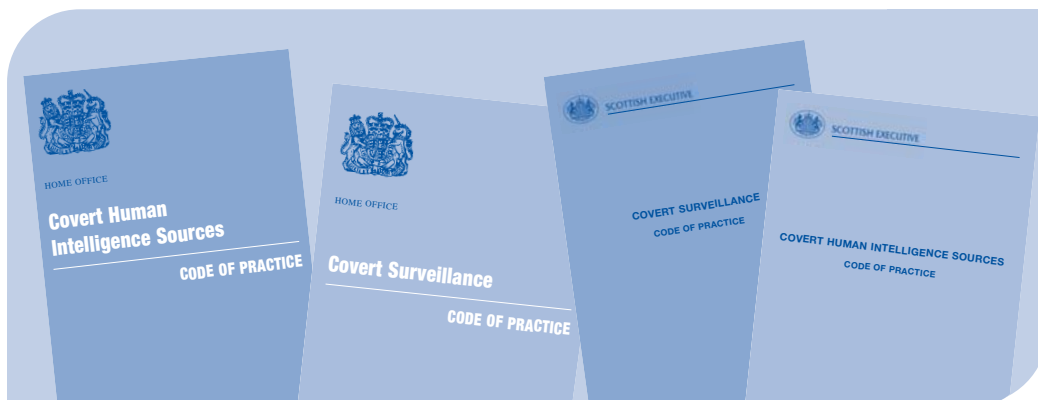 HOME OFFICE
Covert Human
Intelligence Sources
CODE OF PRACTICE
HOME OFFICE
Covert Surveillance
CODE OF PRACTICE
SCOTTISH EXECUTIVE
COVERT SURVEILLANCE
CODE OF PRACTICE
SCOTTISH EXECUTIVE
COVERT HUMAN INTELLIGENCE SOURCES
CODE OF PRACTICE